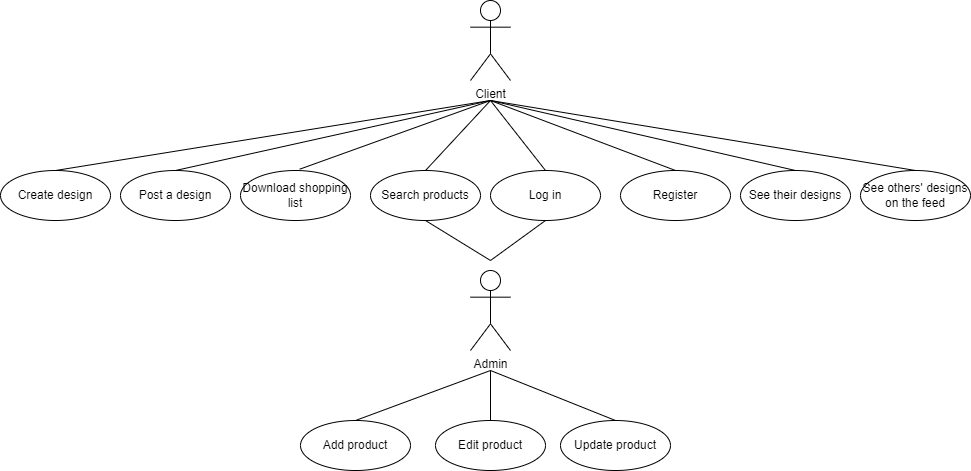 Client
Create design
Post a design
Download shopping
list
Search products
Log in
Register
See their designs
See others' designs
on the feed
Admin
Add product
Edit product
Update product